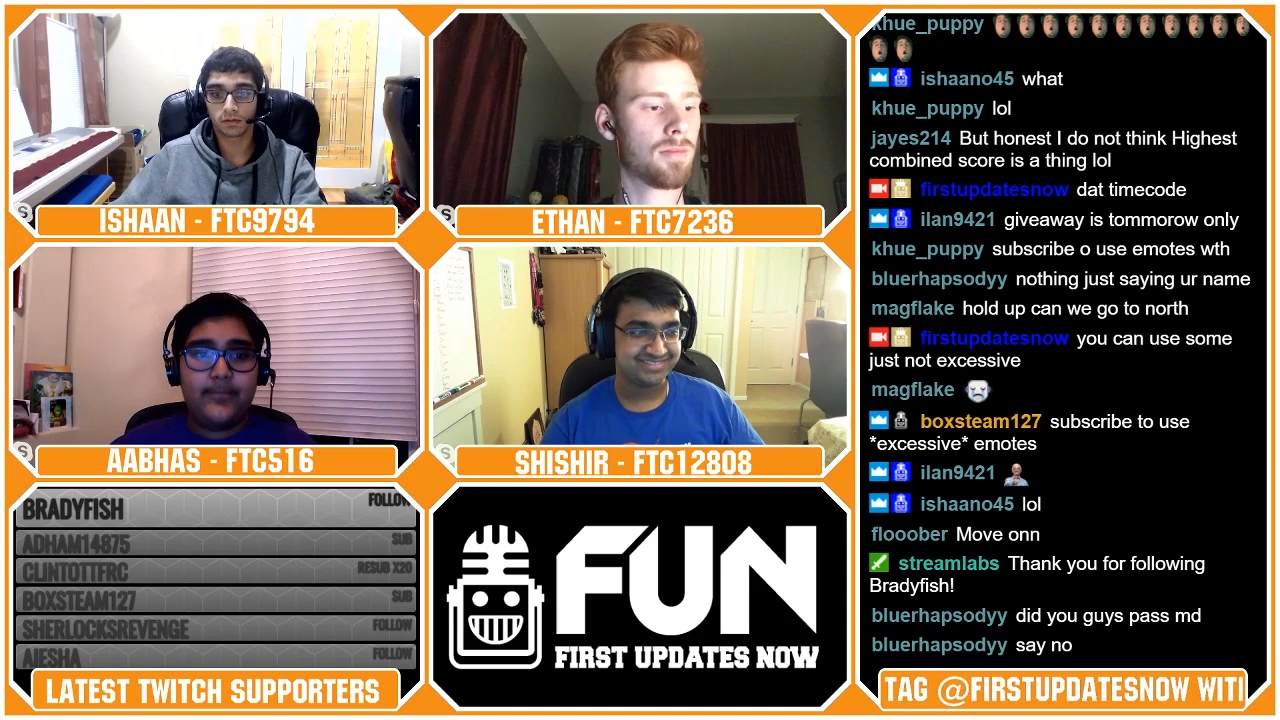 ISHAAN - FTC9794
ETHAN - FTC7236
AABHAS - FTC516
SHISHIR - FTC12808
BRADYFISH FOLLOW
ADHAM14875 SUB
CLINTOTTFRC RESUB X20
BOXSTEAM127 SUB
SHERLOCKSREVENGE FOLLOW
AIESHA FOLLOW
LATEST TWITCH SUPPORTERS
FUN
FIRST UPDATES NOW
khue_puppy
ishaano45 what
khue_puppy lol
jayes214 But honest I do not think Highest
combined score is a thing lol
firstupdatesnow dat timecode
ilan9421 giveaway is tommorow only
khue_puppy subscribe o use emotes wth
bluerhapsodyy nothing just saying ur name
magflake hold up can we go to north
firstupdatesnow you can use some
just not excessive
magflake
boxsteam127 subscribe to use
*excessive* emotes
ilan9421
ishaano45 lol
flooober Move onn
streamlabs Thank you for following
Bradyfish!
bluerhapsodyy did you guys pass md
bluerhapsodyy say no
TAG @FIRSTUPDATESNOW WITI